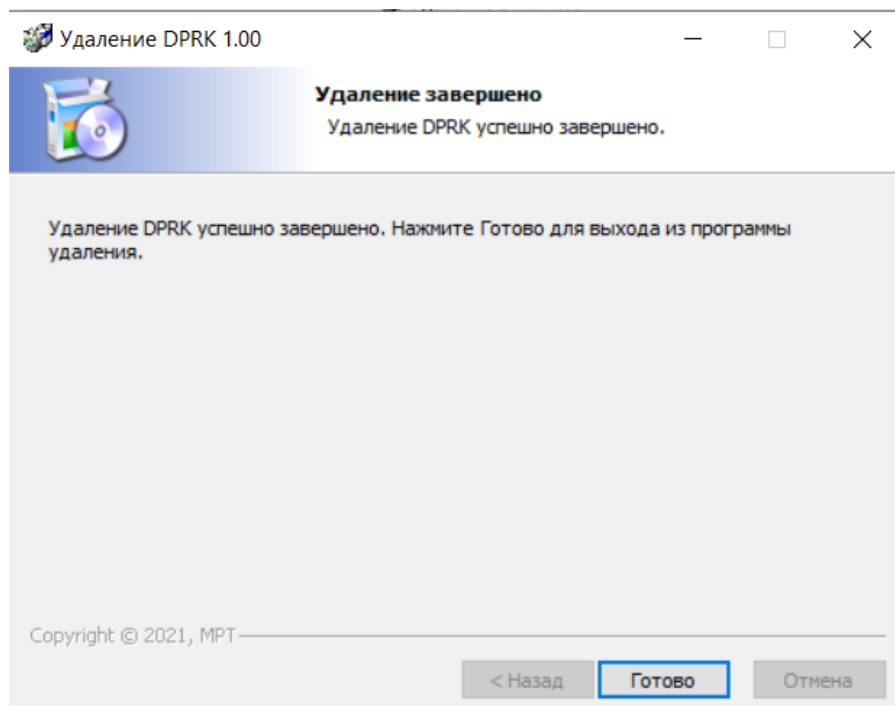 Удаление DPRK 1.00
Удаление завершено
Удаление DPRK успешно завершено.
Удаление DPRK успешно завершено. Нажмите Готово для выхода из программы
удаления.
Copyright © 2021, МРТ
< Назад
Готово
Отмена